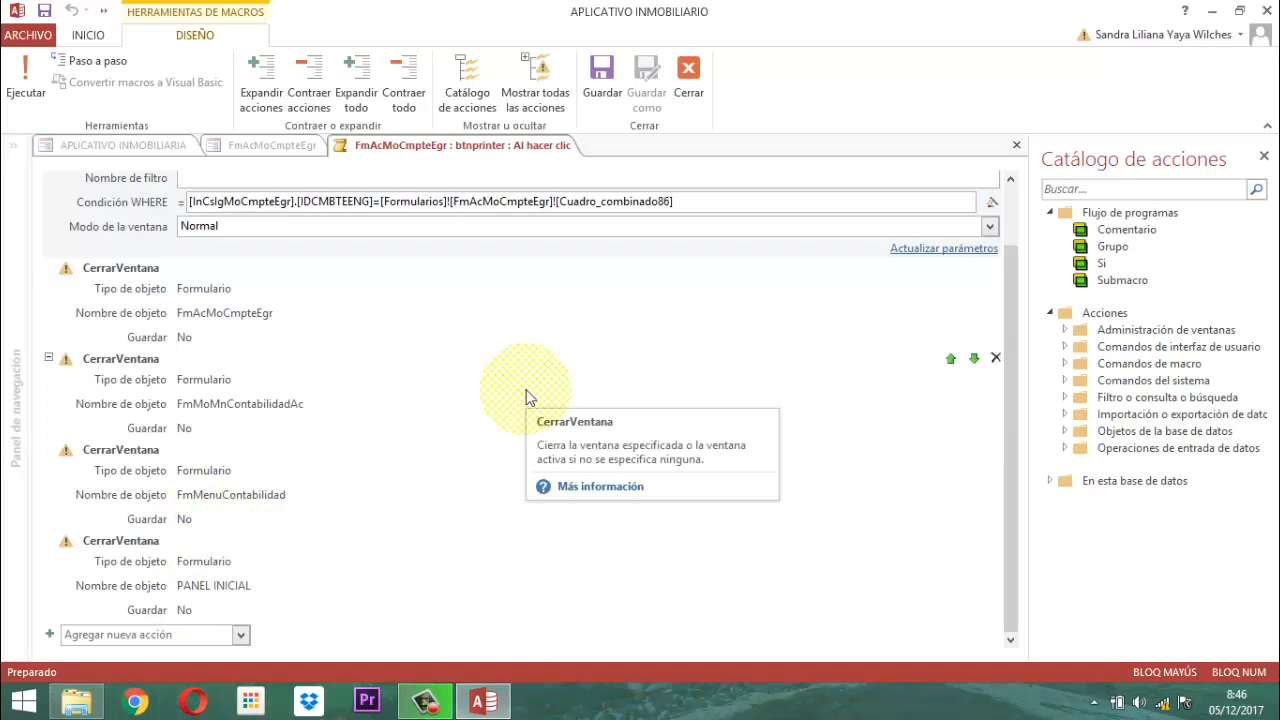 HERRAMIENTAS DE MACROS
APLICATIVO INMOBILIARIO
ARCHIVO
INICIO
DISEÑO
Sandra Liliana Yaya Wilches
Ejecutar
Paso a paso
Convertir macros a Visual Basic
Herramientas
Expandir acciones
Contraer acciones
Expandir todo
Contraer todo
Contraer o expandir
Catálogo de acciones
Mostrar todas las acciones
Mostrar u ocultar
Guardar
Guardar como
Cerrar
Cerrar
APLICATIVO INMOBILIARIA
FmAcMoCmpteEgr
FmAcMoCmpteEgr : btnprinter : Al hacer clic
Nombre de filtro
Condición WHERE = [InCsIgMoCmpteEgr].[IDCMBTEENG]=[Formularios]![FmAcMoCmpteEgr]![Cuadro_combinado86]
Modo de la ventana Normal
Actualizar parámetros
CerrarVentana
Tipo de objeto Formulario
Nombre de objeto FmAcMoCmpteEgr
Guardar No
CerrarVentana
Tipo de objeto Formulario
Nombre de objeto FmMoMnContabilidadAc
Guardar No
CerrarVentana
Tipo de objeto Formulario
Nombre de objeto FmMenuContabilidad
Guardar No
CerrarVentana
Tipo de objeto Formulario
Nombre de objeto PANEL INICIAL
Guardar No
Agregar nueva acción
CerrarVentana
Cierra la ventana especificada o la ventana
activa si no se especifica ninguna.
Más información
Panel de navegación
Catálogo de acciones
Buscar...
Flujo de programas
Comentario
Grupo
Si
Submacro
Acciones
Administración de ventanas
Comandos de interfaz de usuario
Comandos de macro
Comandos del sistema
Filtro o consulta o búsqueda
Importación o exportación de datc
Objetos de la base de datos
Operaciones de entrada de datos
En esta base de datos
Preparado
BLOQ MAYÚS
BLOQ NUM
Pr
8:46
05/12/2017